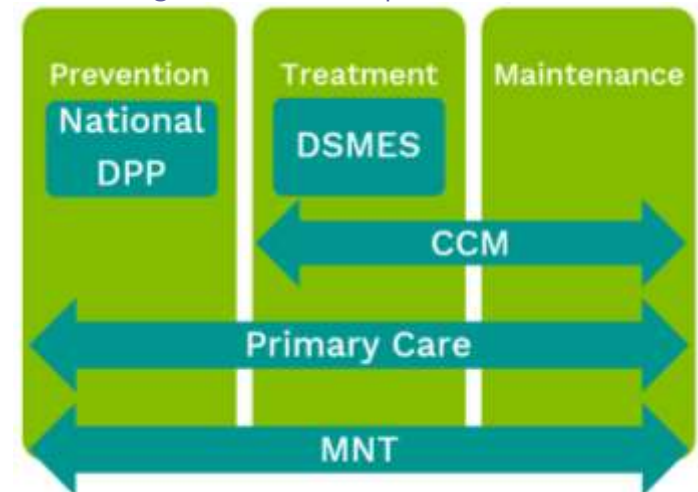 Prevention
National
DPP
Treatment
DSMES
Maintenance
CCM
Primary Care
MNT